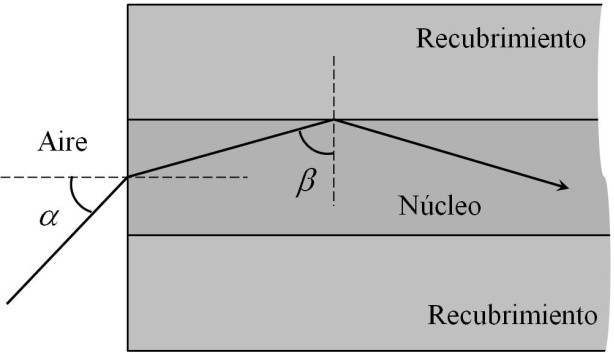 Recubrimiento
Aire
β
α
Núcleo
Recubrimiento